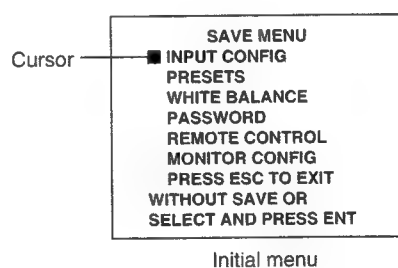 SAVE MENU
Cursor
INPUT CONFIG
PRESETS
WHITE BALANCE
PASSWORD
REMOTE CONTROL
MONITOR CONFIG
PRESS ESC TO EXIT
WITHOUT SAVE OR
SELECT AND PRESS ENT
Initial menu